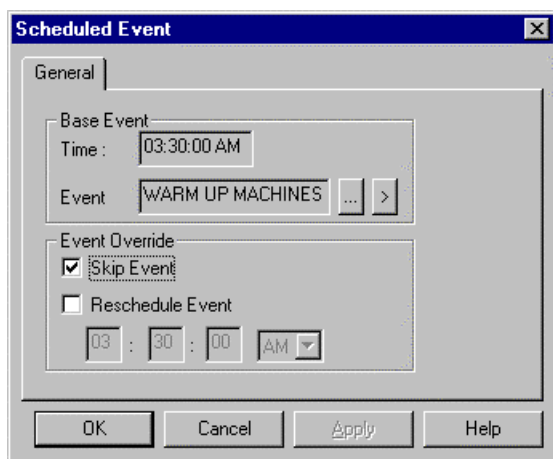 Scheduled Event
General
Base Event
Time : 03:30:00 AM
Event WARM UP MACHINES ... >
Event Override
Skip Event
Reschedule Event
03 : 30 : 00 AM
OK Cancel Apply Help